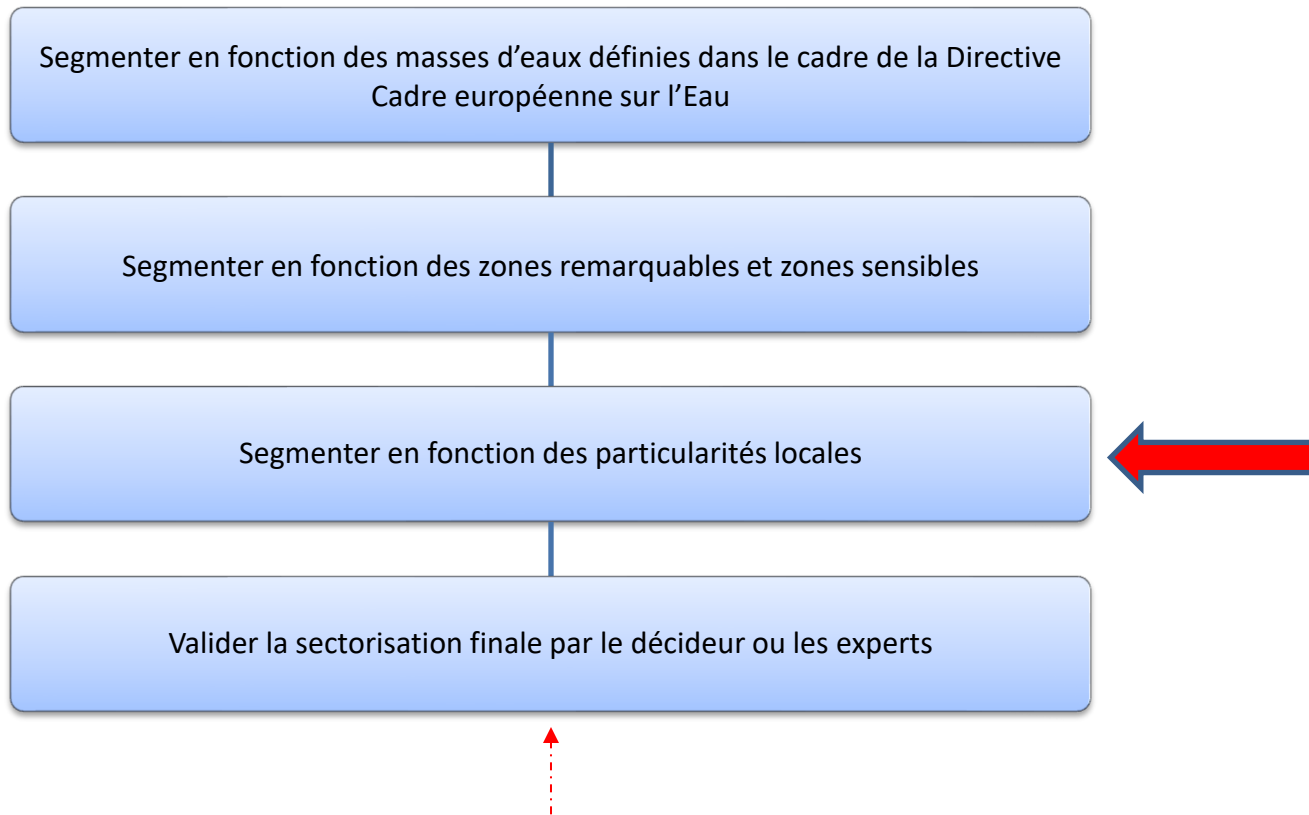 Segmenter en fonction des masses d’eaux définies dans le cadre de la Directive
Cadre européenne sur l’Eau
Segmenter en fonction des zones remarquables et zones sensibles
Segmenter en fonction des particularités locales
Valider la sectorisation finale par le décideur ou les experts